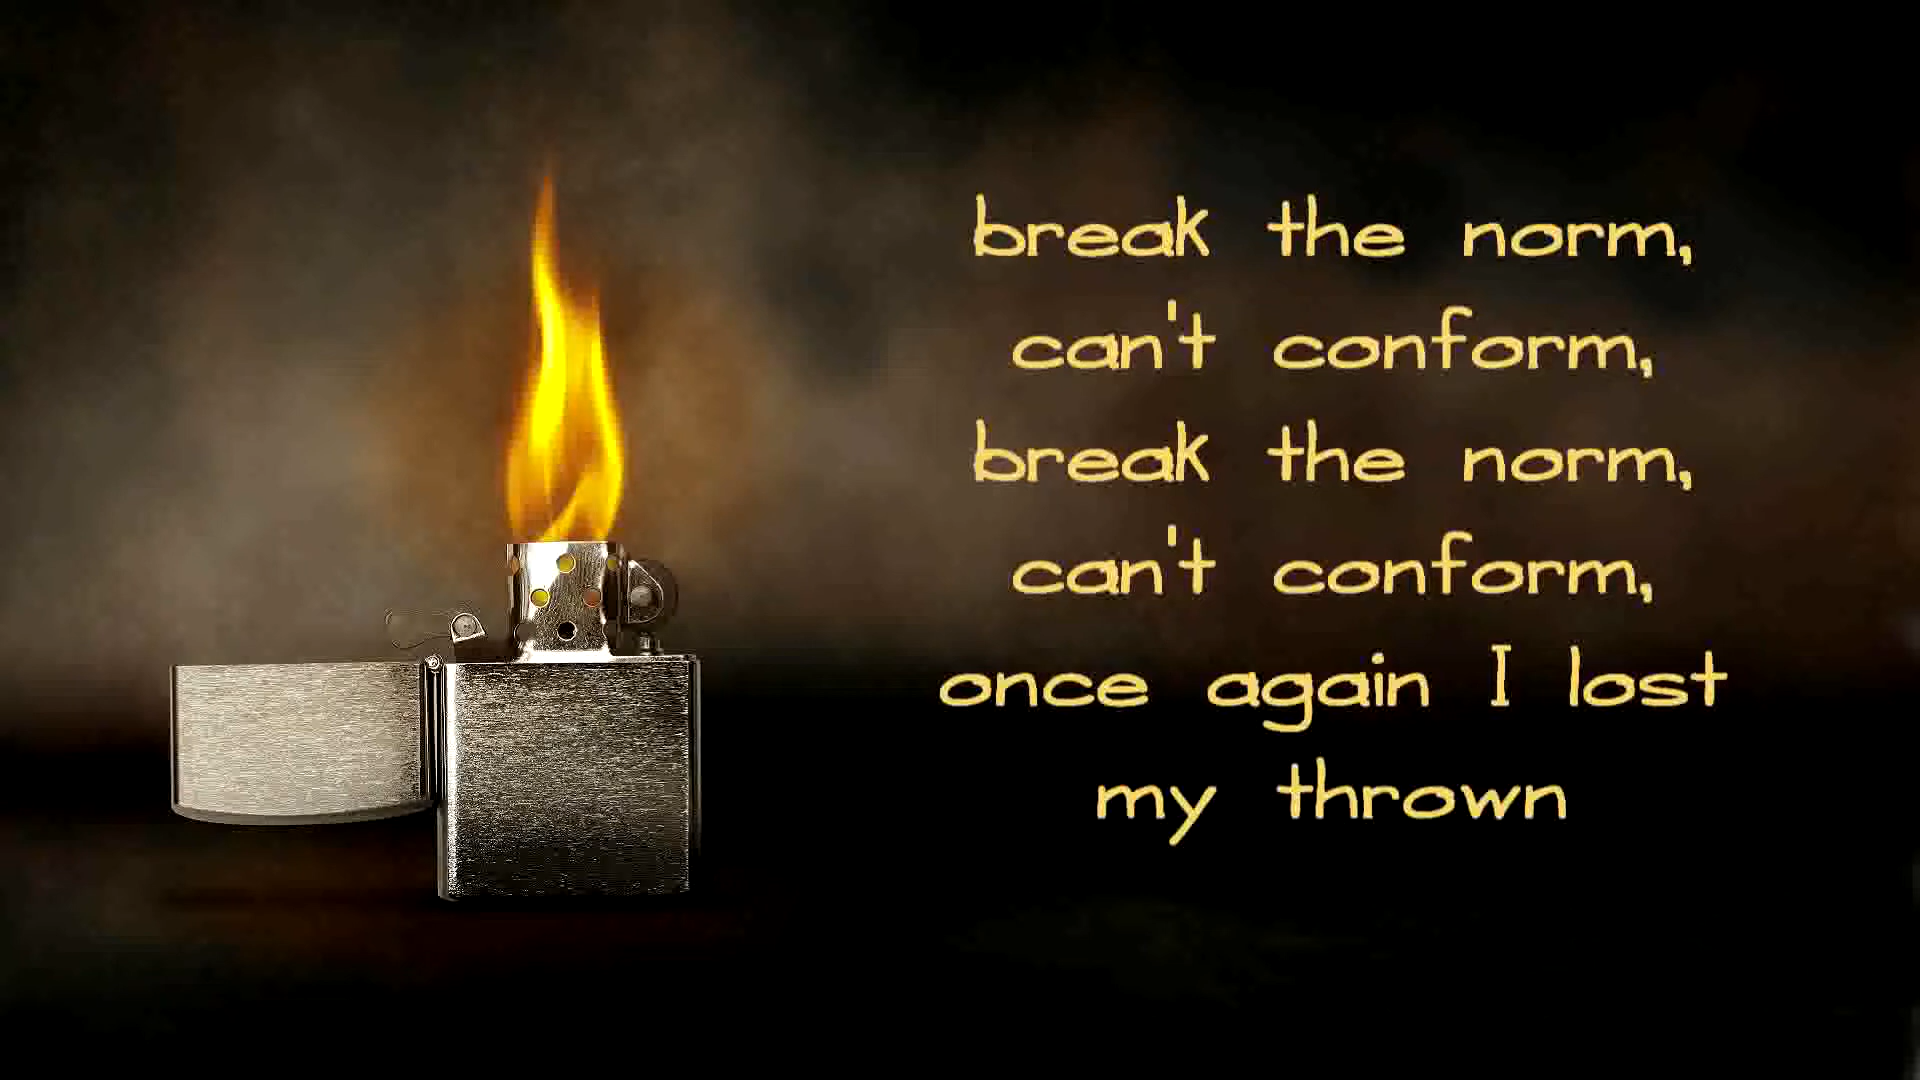 break the norm,
can't conform,
break the norm,
can't conform,
once again I lost
my thrown